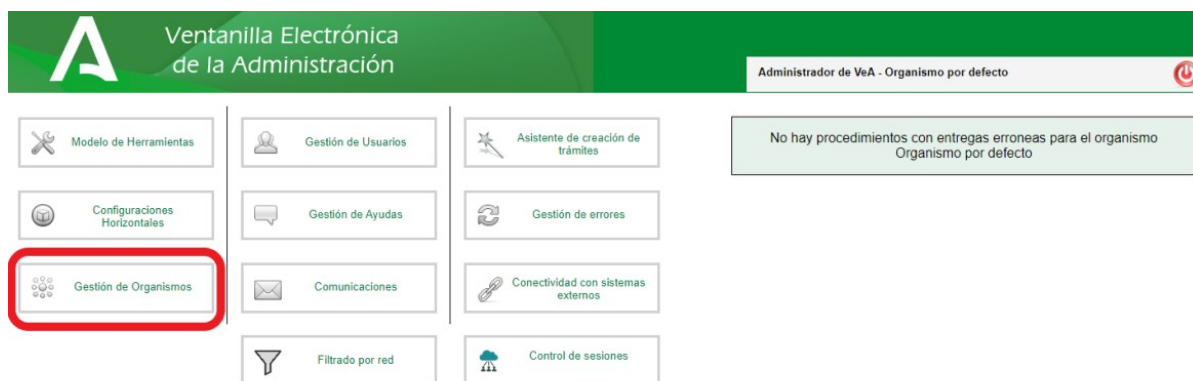 Ventanilla Electrónica
de la Administración
Administrador de VeA - Organismo por defecto
Modelo de Herramientas
Gestión de Usuarios
Asistente de creación de
trámites
No hay procedimientos con entregas erroneas para el organismo
Organismo por defecto
Configuraciones
Horizontales
Gestión de Ayudas
Gestión de errores
Gestión de Organismos
Comunicaciones
Conectividad con sistemas
externos
Filtrado por red
Control de sesiones